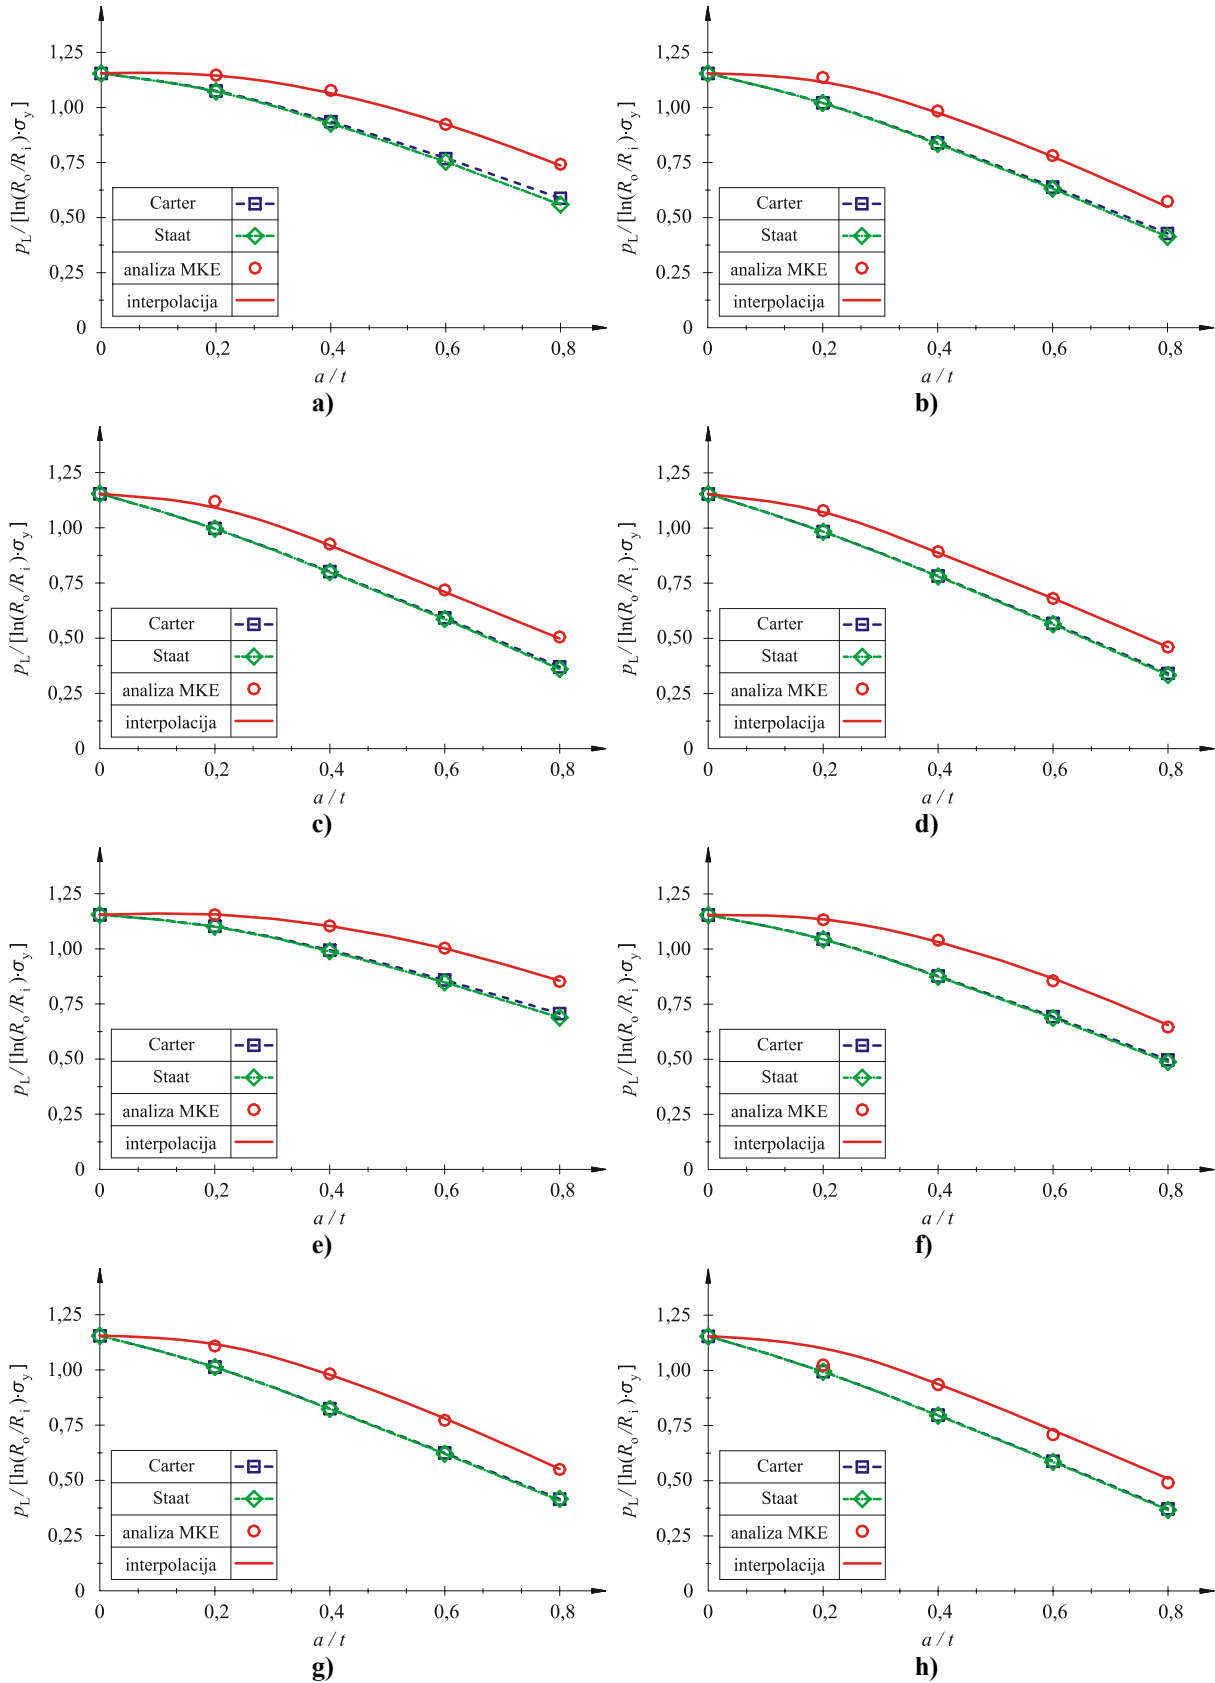 1,25
1,00
0,75
0,50
0,25
0
p_L / [ln(R_o/R_i)·σ_y]
Carter
Staat
analiza MKE
interpolacija
0 0,2 0,4 0,6 0,8
a / t
a)
1,25
1,00
0,75
0,50
0,25
0
p_L / [ln(R_o/R_i)·σ_y]
Carter
Staat
analiza MKE
interpolacija
0 0,2 0,4 0,6 0,8
a / t
b)
1,25
1,00
0,75
0,50
0,25
0
p_L / [ln(R_o/R_i)·σ_y]
Carter
Staat
analiza MKE
interpolacija
0 0,2 0,4 0,6 0,8
a / t
c)
1,25
1,00
0,75
0,50
0,25
0
p_L / [ln(R_o/R_i)·σ_y]
Carter
Staat
analiza MKE
interpolacija
0 0,2 0,4 0,6 0,8
a / t
d)
1,25
1,00
0,75
0,50
0,25
0
p_L / [ln(R_o/R_i)·σ_y]
Carter
Staat
analiza MKE
interpolacija
0 0,2 0,4 0,6 0,8
a / t
e)
1,25
1,00
0,75
0,50
0,25
0
p_L / [ln(R_o/R_i)·σ_y]
Carter
Staat
analiza MKE
interpolacija
0 0,2 0,4 0,6 0,8
a / t
f)
1,25
1,00
0,75
0,50
0,25
0
p_L / [ln(R_o/R_i)·σ_y]
Carter
Staat
analiza MKE
interpolacija
0 0,2 0,4 0,6 0,8
a / t
g)
1,25
1,00
0,75
0,50
0,25
0
p_L / [ln(R_o/R_i)·σ_y]
Carter
Staat
analiza MKE
interpolacija
0 0,2 0,4 0,6 0,8
a / t
h)